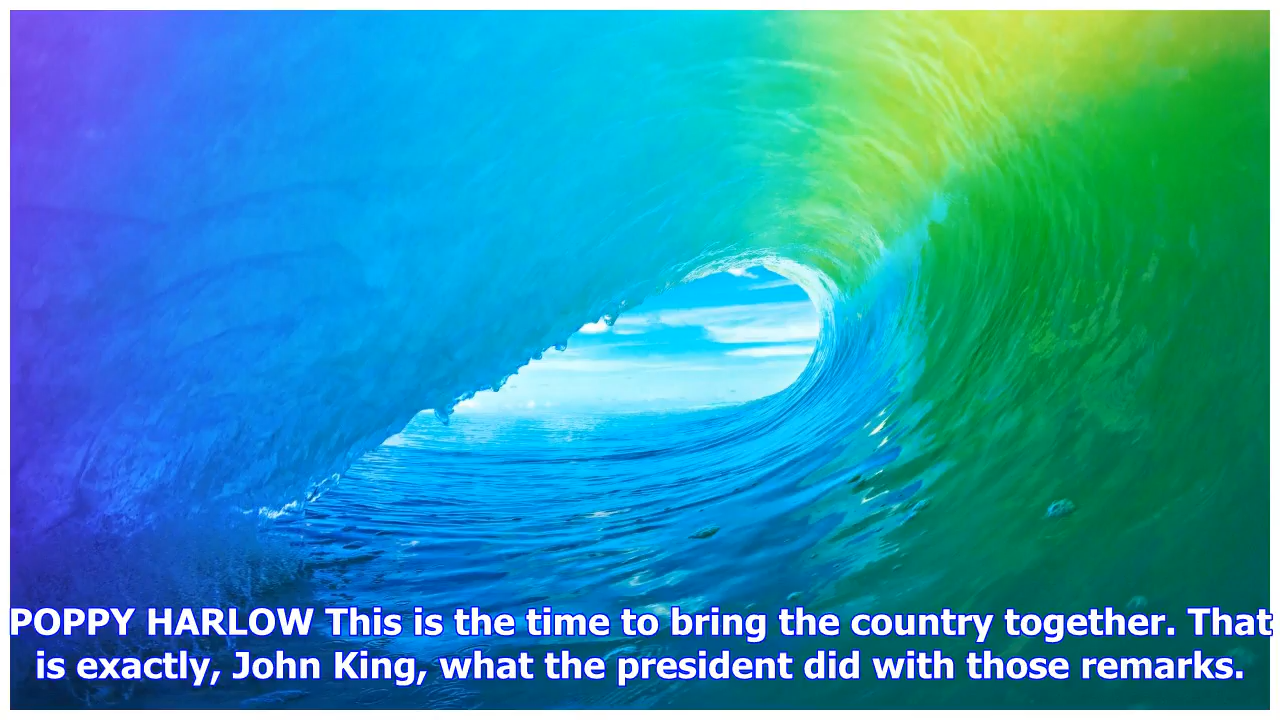 POPPY HARLOW This is the time to bring the country together. That
is exactly, John King, what the president did with those remarks.